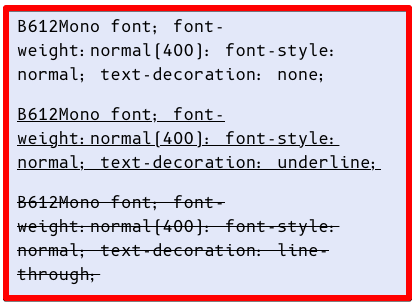 B612Mono font; font-
weight:normal(400): font-style:
normal; text-decoration: none;
B612Mono font; font-
weight:normal(400): font-style:
normal; text-decoration: underline;
B612Mono font; font-
weight:normal(400): font-style:
normal; text-decoration: line-
through;